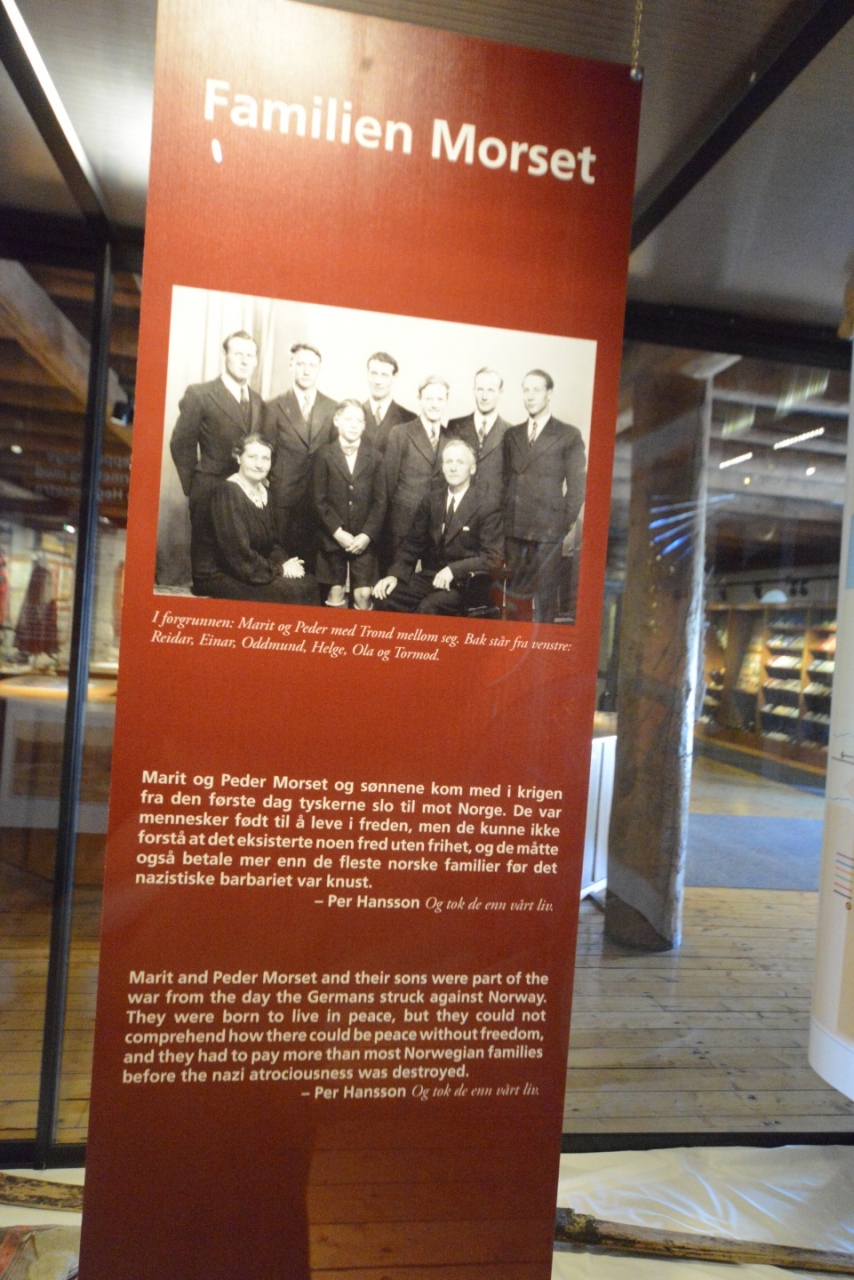 Familien Morset
I forgrunnen: Marit og Peder med Trond mellom seg. Bak står fra venstre:
Reidar, Einar, Oddmund, Helge, Ola og Tormod.
Marit og Peder Morset og sønnene kom med i krigen
fra den første dag tyskerne slo til mot Norge. De var
mennesker født til å leve i freden, men de kunne ikke
forstå at det eksisterte noen fred uten frihet, og de måtte
også betale mer enn de fleste norske familier før det
nazistiske barbariet var knust.
– Per Hansson Og tok de enn vårt liv.
Marit and Peder Morset and their sons were part of the
war from the day the Germans struck against Norway.
They were born to live in peace, but they could not
comprehend how there could be peace without freedom,
and they had to pay more than most Norwegian families
before the nazi atrociousness was destroyed.
– Per Hansson Og tok de enn vårt liv.